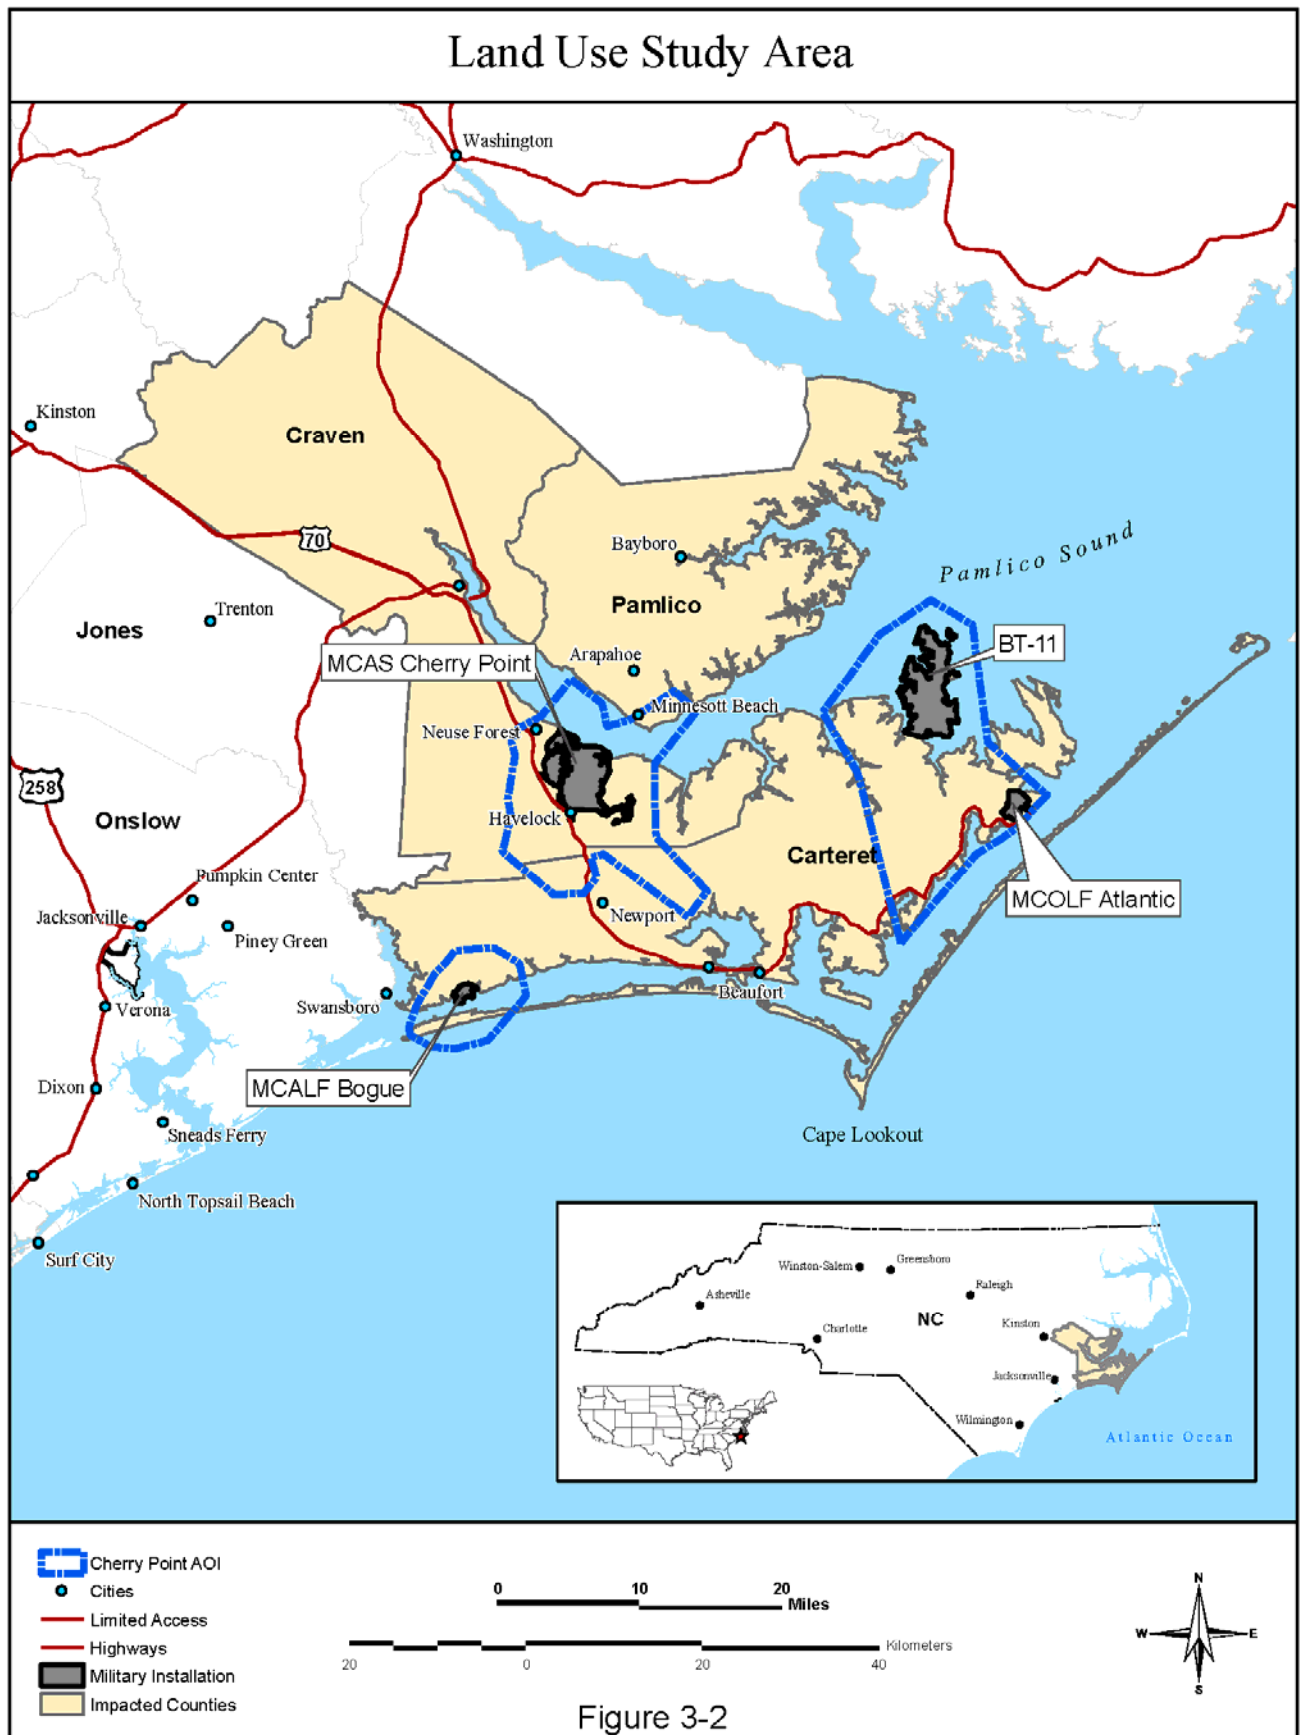 Land Use Study Area
Washington
Kinston
Craven
70
Bayboro
Pamlico Sound
Pamlico
Trenton
Jones
MCAS Cherry Point
Arapahoe
BT-11
Minnesott Beach
Neuse Forest
258
Havelock
Onslow
Carteret
Pumpkin Center
MCOLF Atlantic
Jacksonville
Newport
Piney Green
Swansboro
Beaufort
Verona
MCALF Bogue
Dixon
Sneads Ferry
Cape Lookout
North Topsail Beach
Surf City
Winston-Salem
Greensboro
Asheville
Raleigh
NC
Kinston
Charlotte
Jacksonville
Wilmington
Atlantic Ocean
Cherry Point AOI
Cities
Limited Access
Highways
Military Installation
Impacted Counties
0 10 20
Miles
Kilometers
20 0 20 40
N
W E
S
Figure 3-2